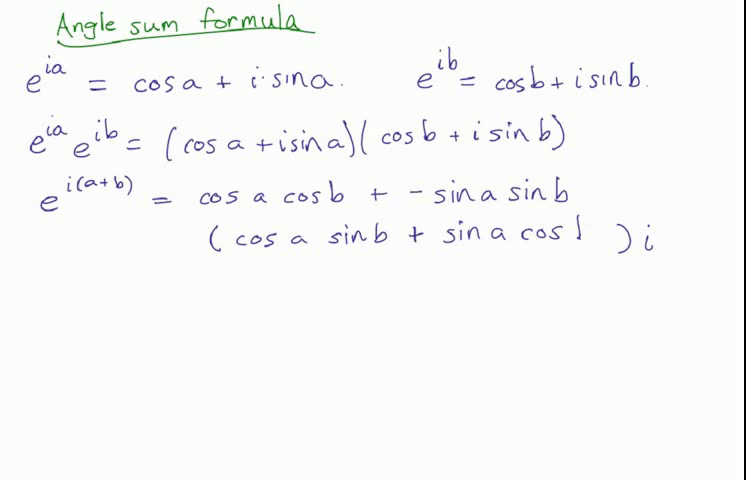 Angle sum formula
e^{ia} = cos a + i·sin a. e^{ib} = cos b + i sin b.
e^{ia} e^{ib} = (cos a + i sin a)(cos b + i sin b)
e^{i(a+b)} = cos a cos b + - sin a sin b
(cos a sin b + sin a cos )i